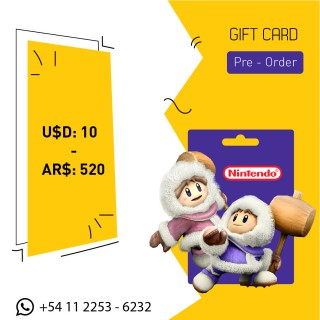 GIFT CARD
Pre - Order
U$D: 10
-
AR$: 520
Nintendo
+54 11 2253 - 6232